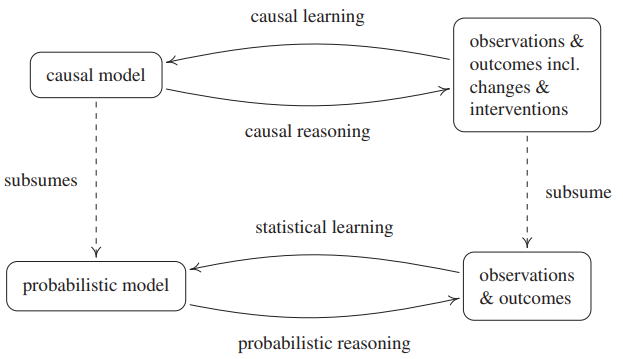 causal learning
observations &
outcomes incl.
changes &
interventions
causal model
causal reasoning
subsumes
subsume
statistical learning
observations
& outcomes
probabilistic model
probabilistic reasoning